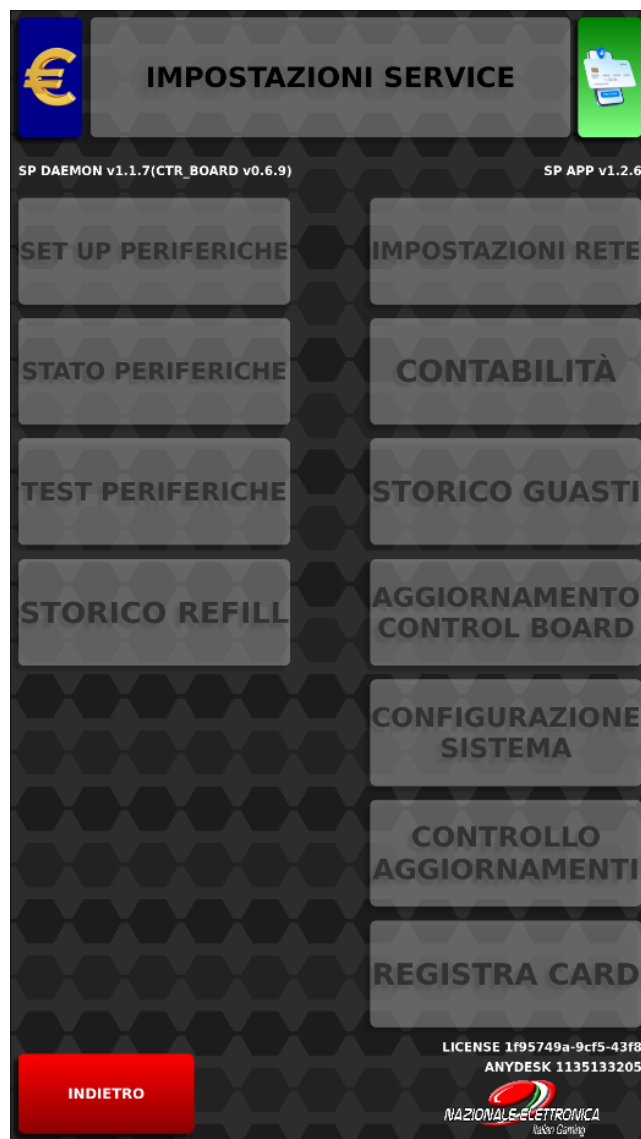 IMPOSTAZIONI SERVICE
SP DAEMON v1.1.7(CTR_BOARD v0.6.9)
SP APP v1.2.6
SET UP PERIFERICHE
IMPOSTAZIONI RETE
STATO PERIFERICHE
CONTABILITÀ
TEST PERIFERICHE
STORICO GUASTI
STORICO REFILL
AGGIORNAMENTO
CONTROL BOARD
CONFIGURAZIONE
SISTEMA
CONTROLLO
AGGIORNAMENTI
REGISTRA CARD
LICENSE 1f95749a-9cf5-43f8
ANYDESK 1135133205
INDIETRO
NAZIONALE ELETTRONICA
Italian Gaming